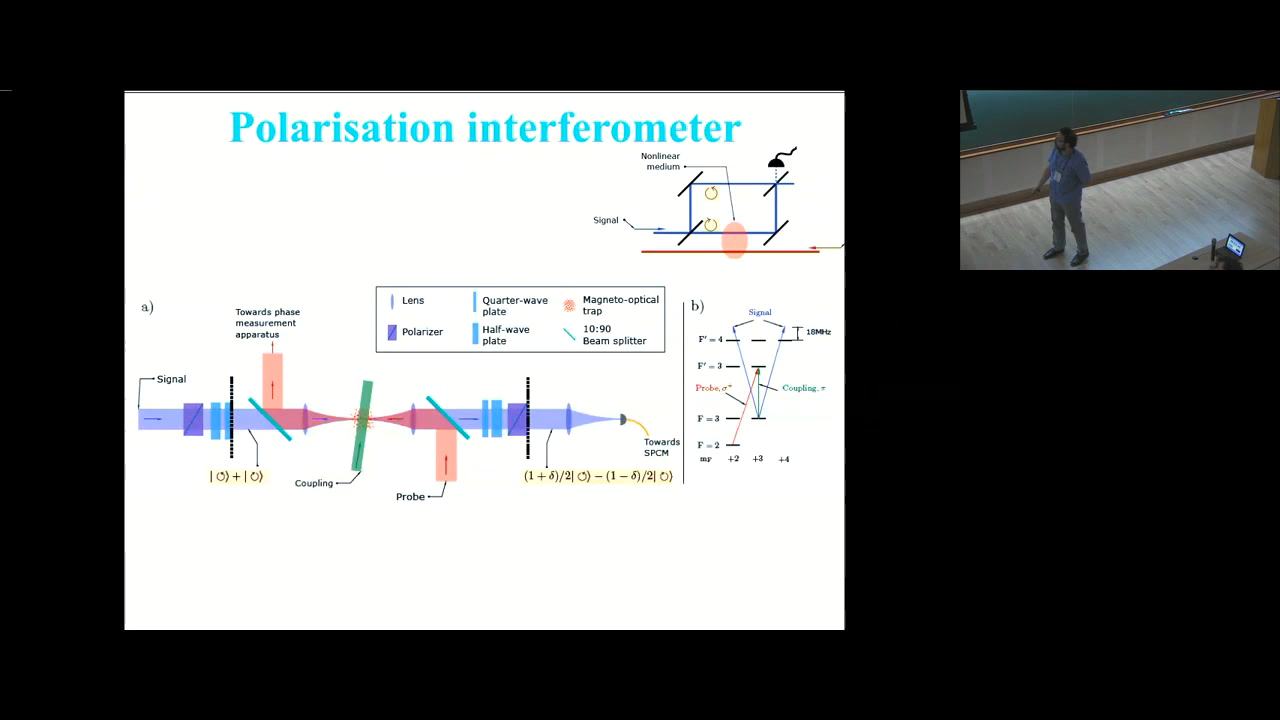 Polarisation interferometer
Nonlinear
medium
Signal
a)
Towards phase
measurement
apparatus
Lens
Quarter-wave
plate
Magneto-optical
trap
Polarizer
Half-wave
plate
10:90
Beam splitter
Signal
| ↺⟩ + | ↻⟩
Coupling
Probe
(1 + δ)/2| ↺⟩ − (1 − δ)/2| ↻⟩
Towards
SPCM
b)
Signal
18MHz
F' = 4
F' = 3
Probe, σ⁺
Coupling, π
F = 3
F = 2
mF +2 +3 +4